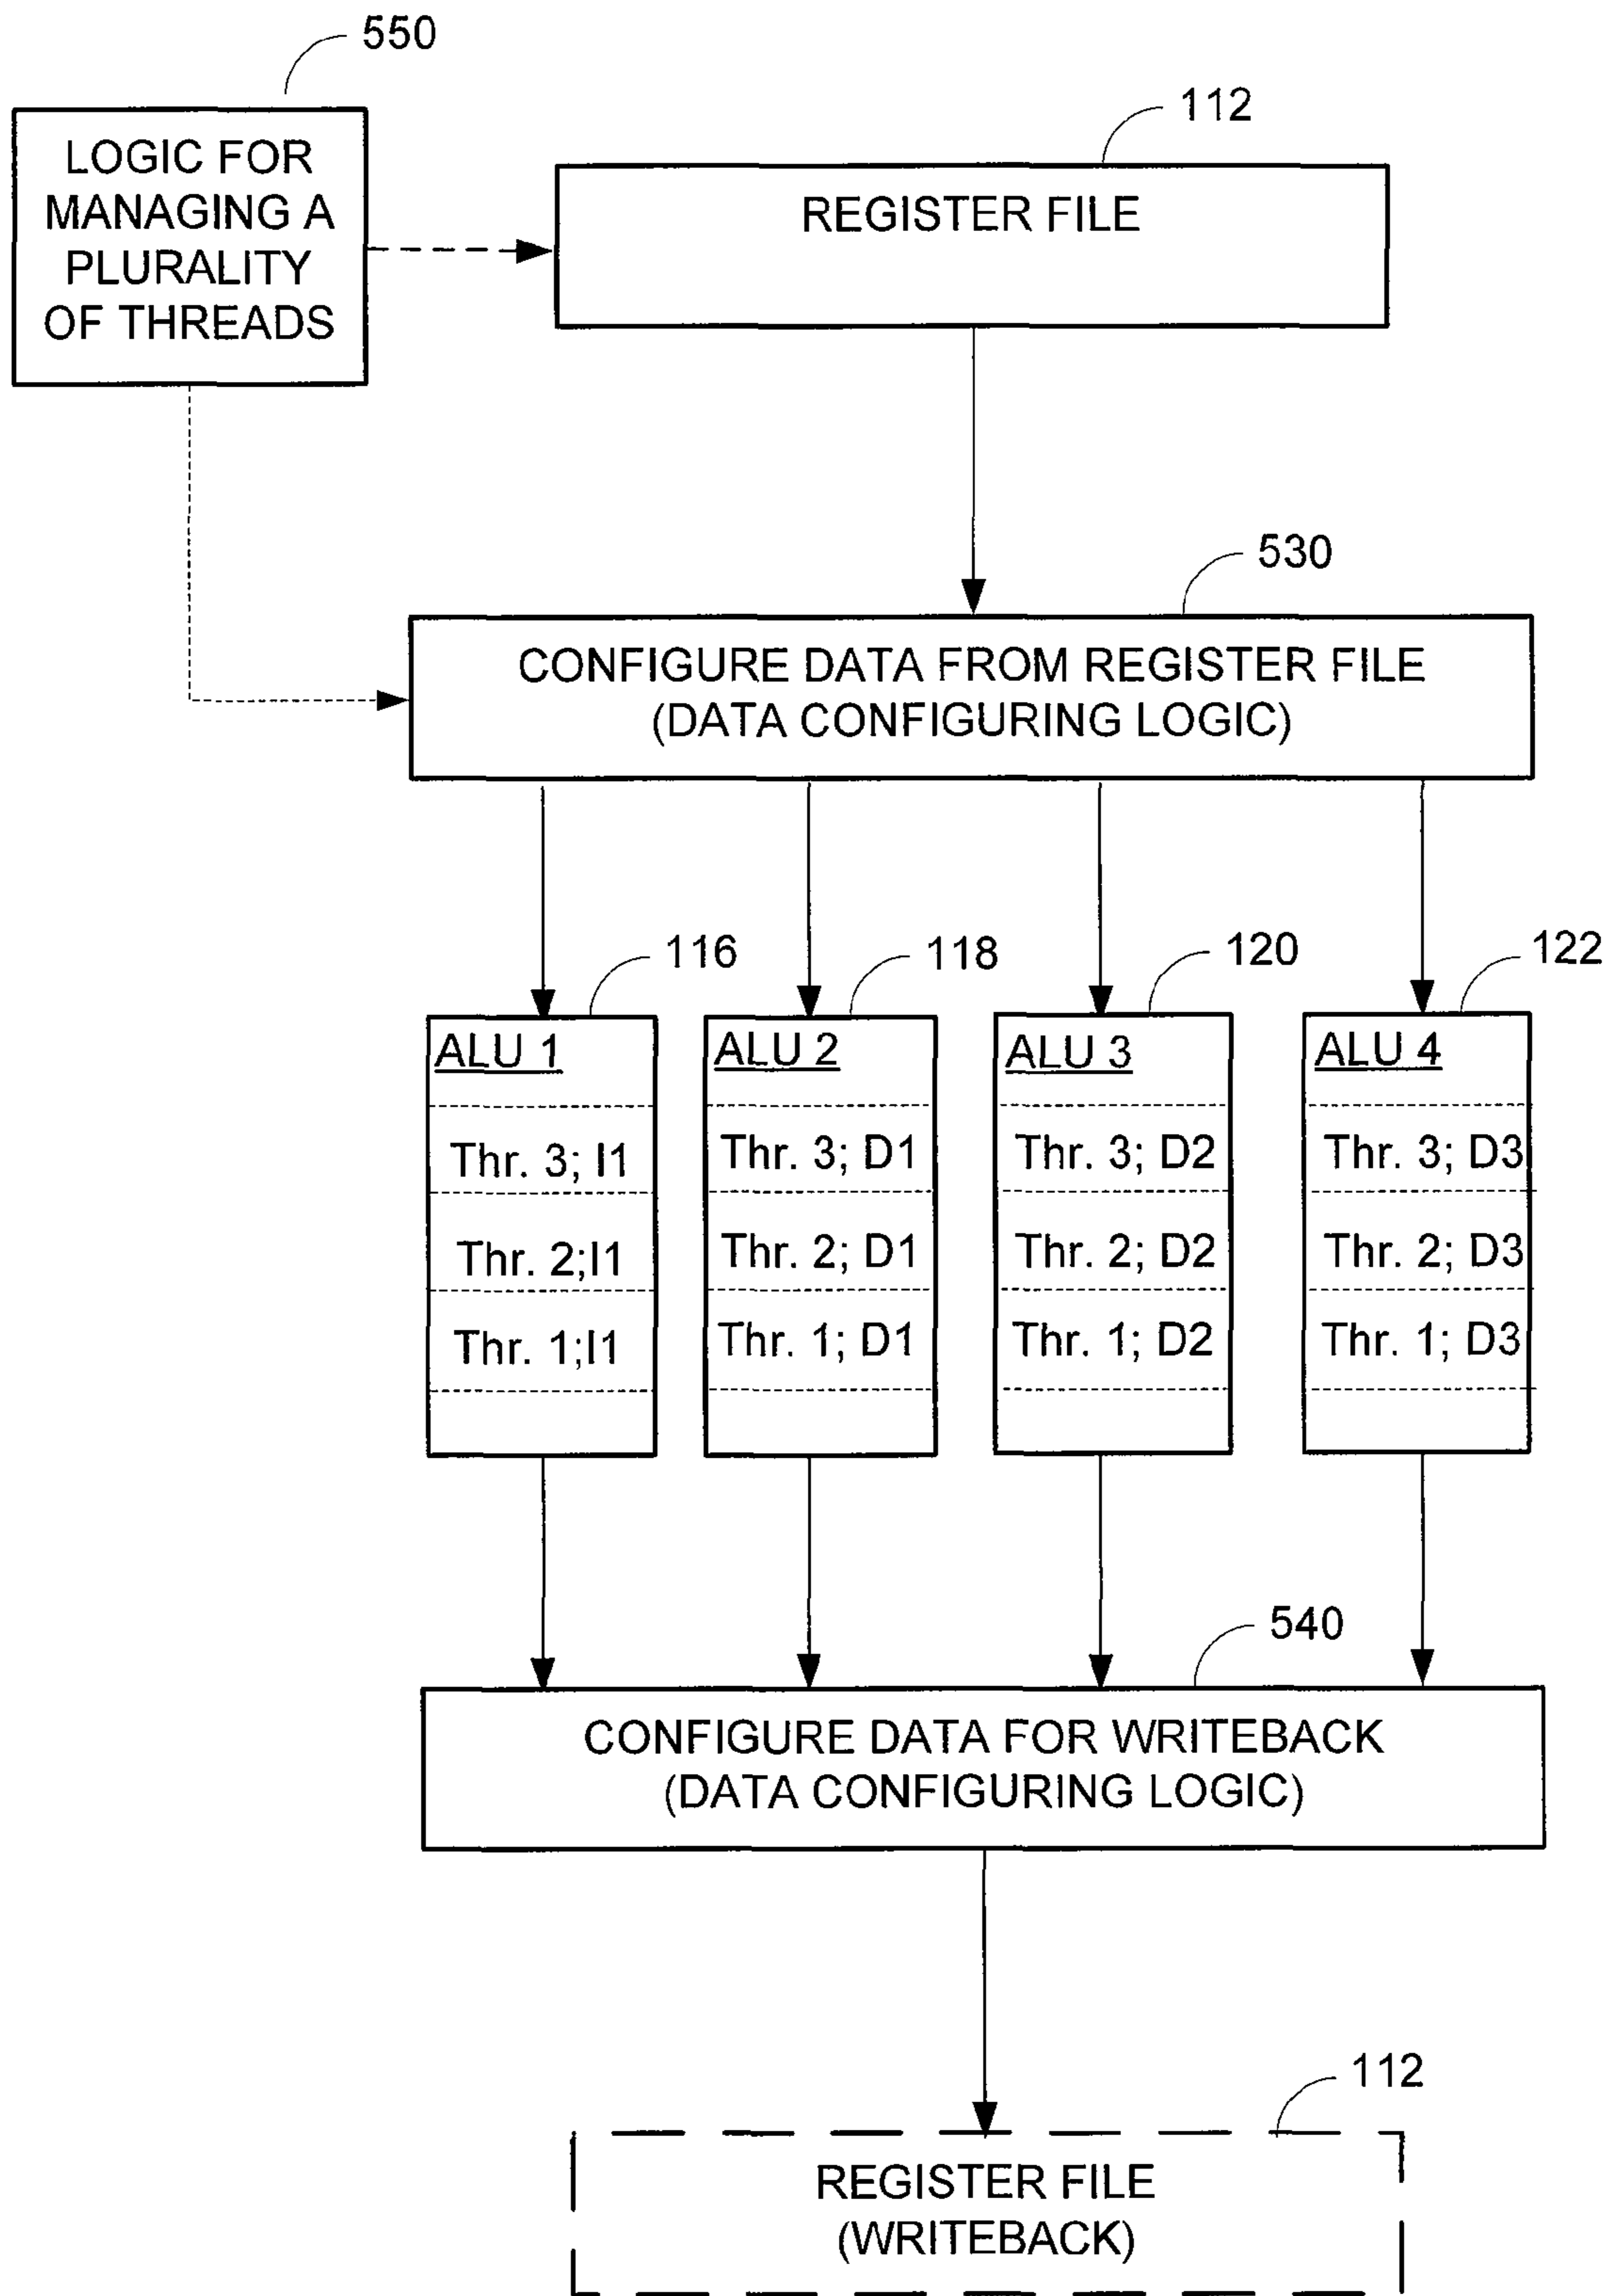 550
112
LOGIC FOR
MANAGING A
PLURALITY
OF THREADS
REGISTER FILE
530
CONFIGURE DATA FROM REGISTER FILE
(DATA CONFIGURING LOGIC)
116
118
120
122
ALU 1
Thr. 3; I1
Thr. 2;I1
Thr. 1;I1
ALU 2
Thr. 3; D1
Thr. 2; D1
Thr. 1; D1
ALU 3
Thr. 3; D2
Thr. 2; D2
Thr. 1; D2
ALU 4
Thr. 3; D3
Thr. 2; D3
Thr. 1; D3
540
CONFIGURE DATA FOR WRITEBACK
(DATA CONFIGURING LOGIC)
112
REGISTER FILE
(WRITEBACK)